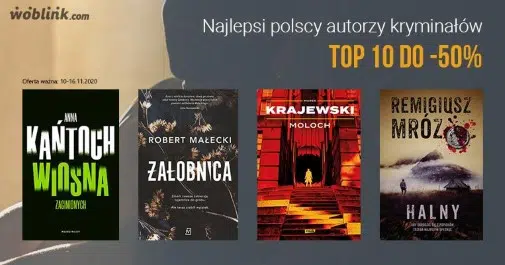 woblink.com
Najlepsi polscy autorzy kryminałów
TOP 10 DO -50%
Oferta ważna: 10-16.11.2020
ANNA
KAŃTOCH
WIOSNA
ZAGINIONYCH
ROBERT MAŁECKI
ŻAŁOBNICA
MAREK
KRAJEWSKI
MOLOCH
REMIGIUSZ
MRÓZ
HALNY